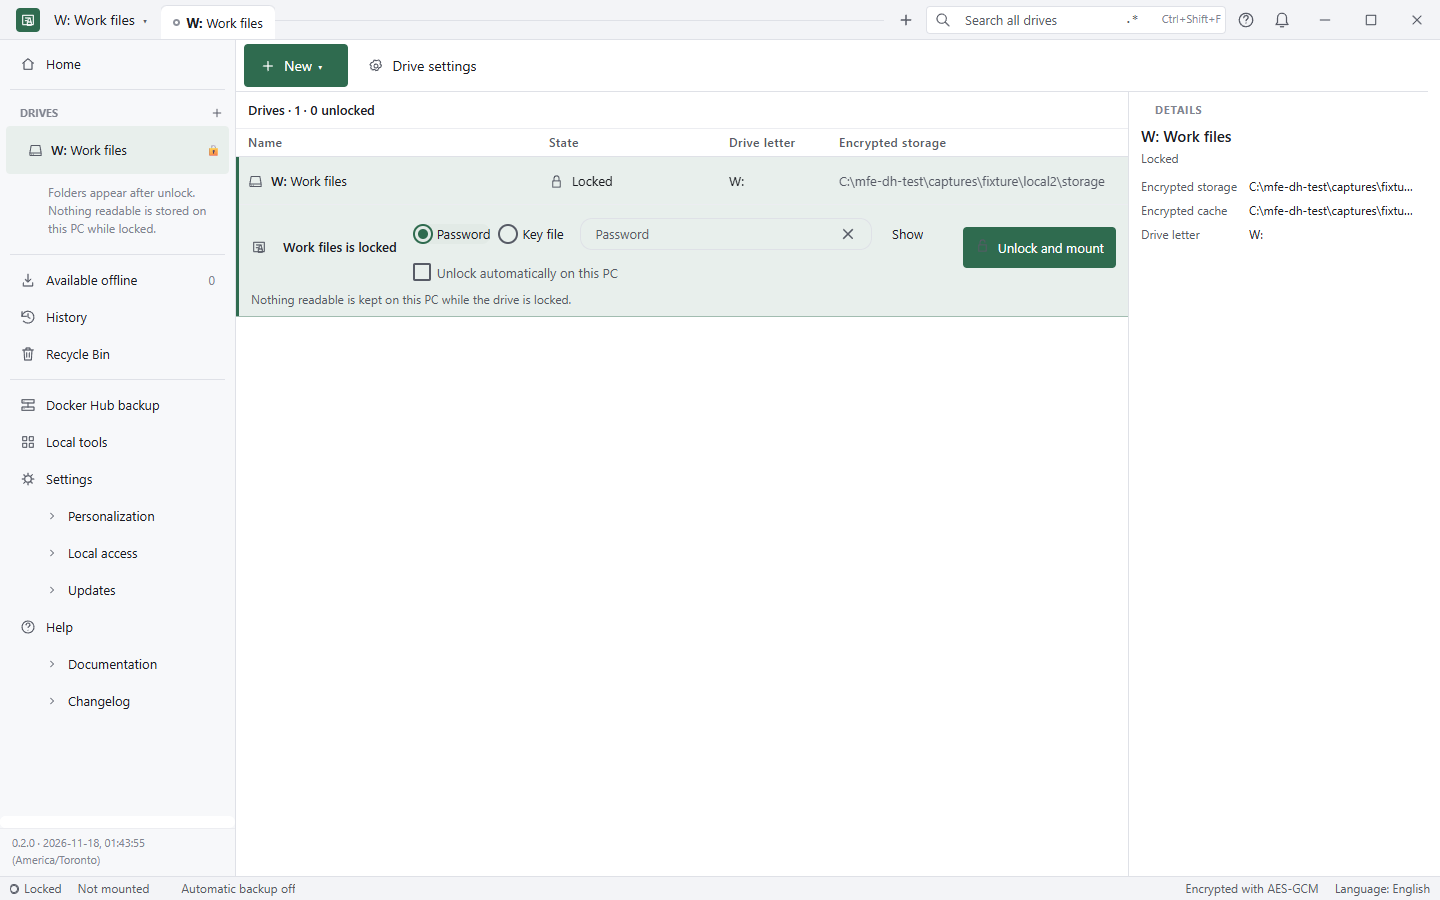 W: Work files
W: Work files
Search all drives
.*
Ctrl+Shift+F
Home
DRIVES
W: Work files
Folders appear after unlock.
Nothing readable is stored on
this PC while locked.
Available offline
0
History
Recycle Bin
Docker Hub backup
Local tools
Settings
Personalization
Local access
Updates
Help
Documentation
Changelog
0.2.0 · 2026-11-18, 01:43:55
(America/Toronto)
New
Drive settings
Drives · 1 · 0 unlocked
Name State Drive letter Encrypted storage
W: Work files Locked W: C:\mfe-dh-test\captures\fixture\local2\storage
Work files is locked
Password Key file
Password
Show
Unlock and mount
Unlock automatically on this PC
Nothing readable is kept on this PC while the drive is locked.
DETAILS
W: Work files
Locked
Encrypted storage C:\mfe-dh-test\captures\fixtu...
Encrypted cache C:\mfe-dh-test\captures\fixtu...
Drive letter W:
Locked Not mounted Automatic backup off
Encrypted with AES-GCM Language: English